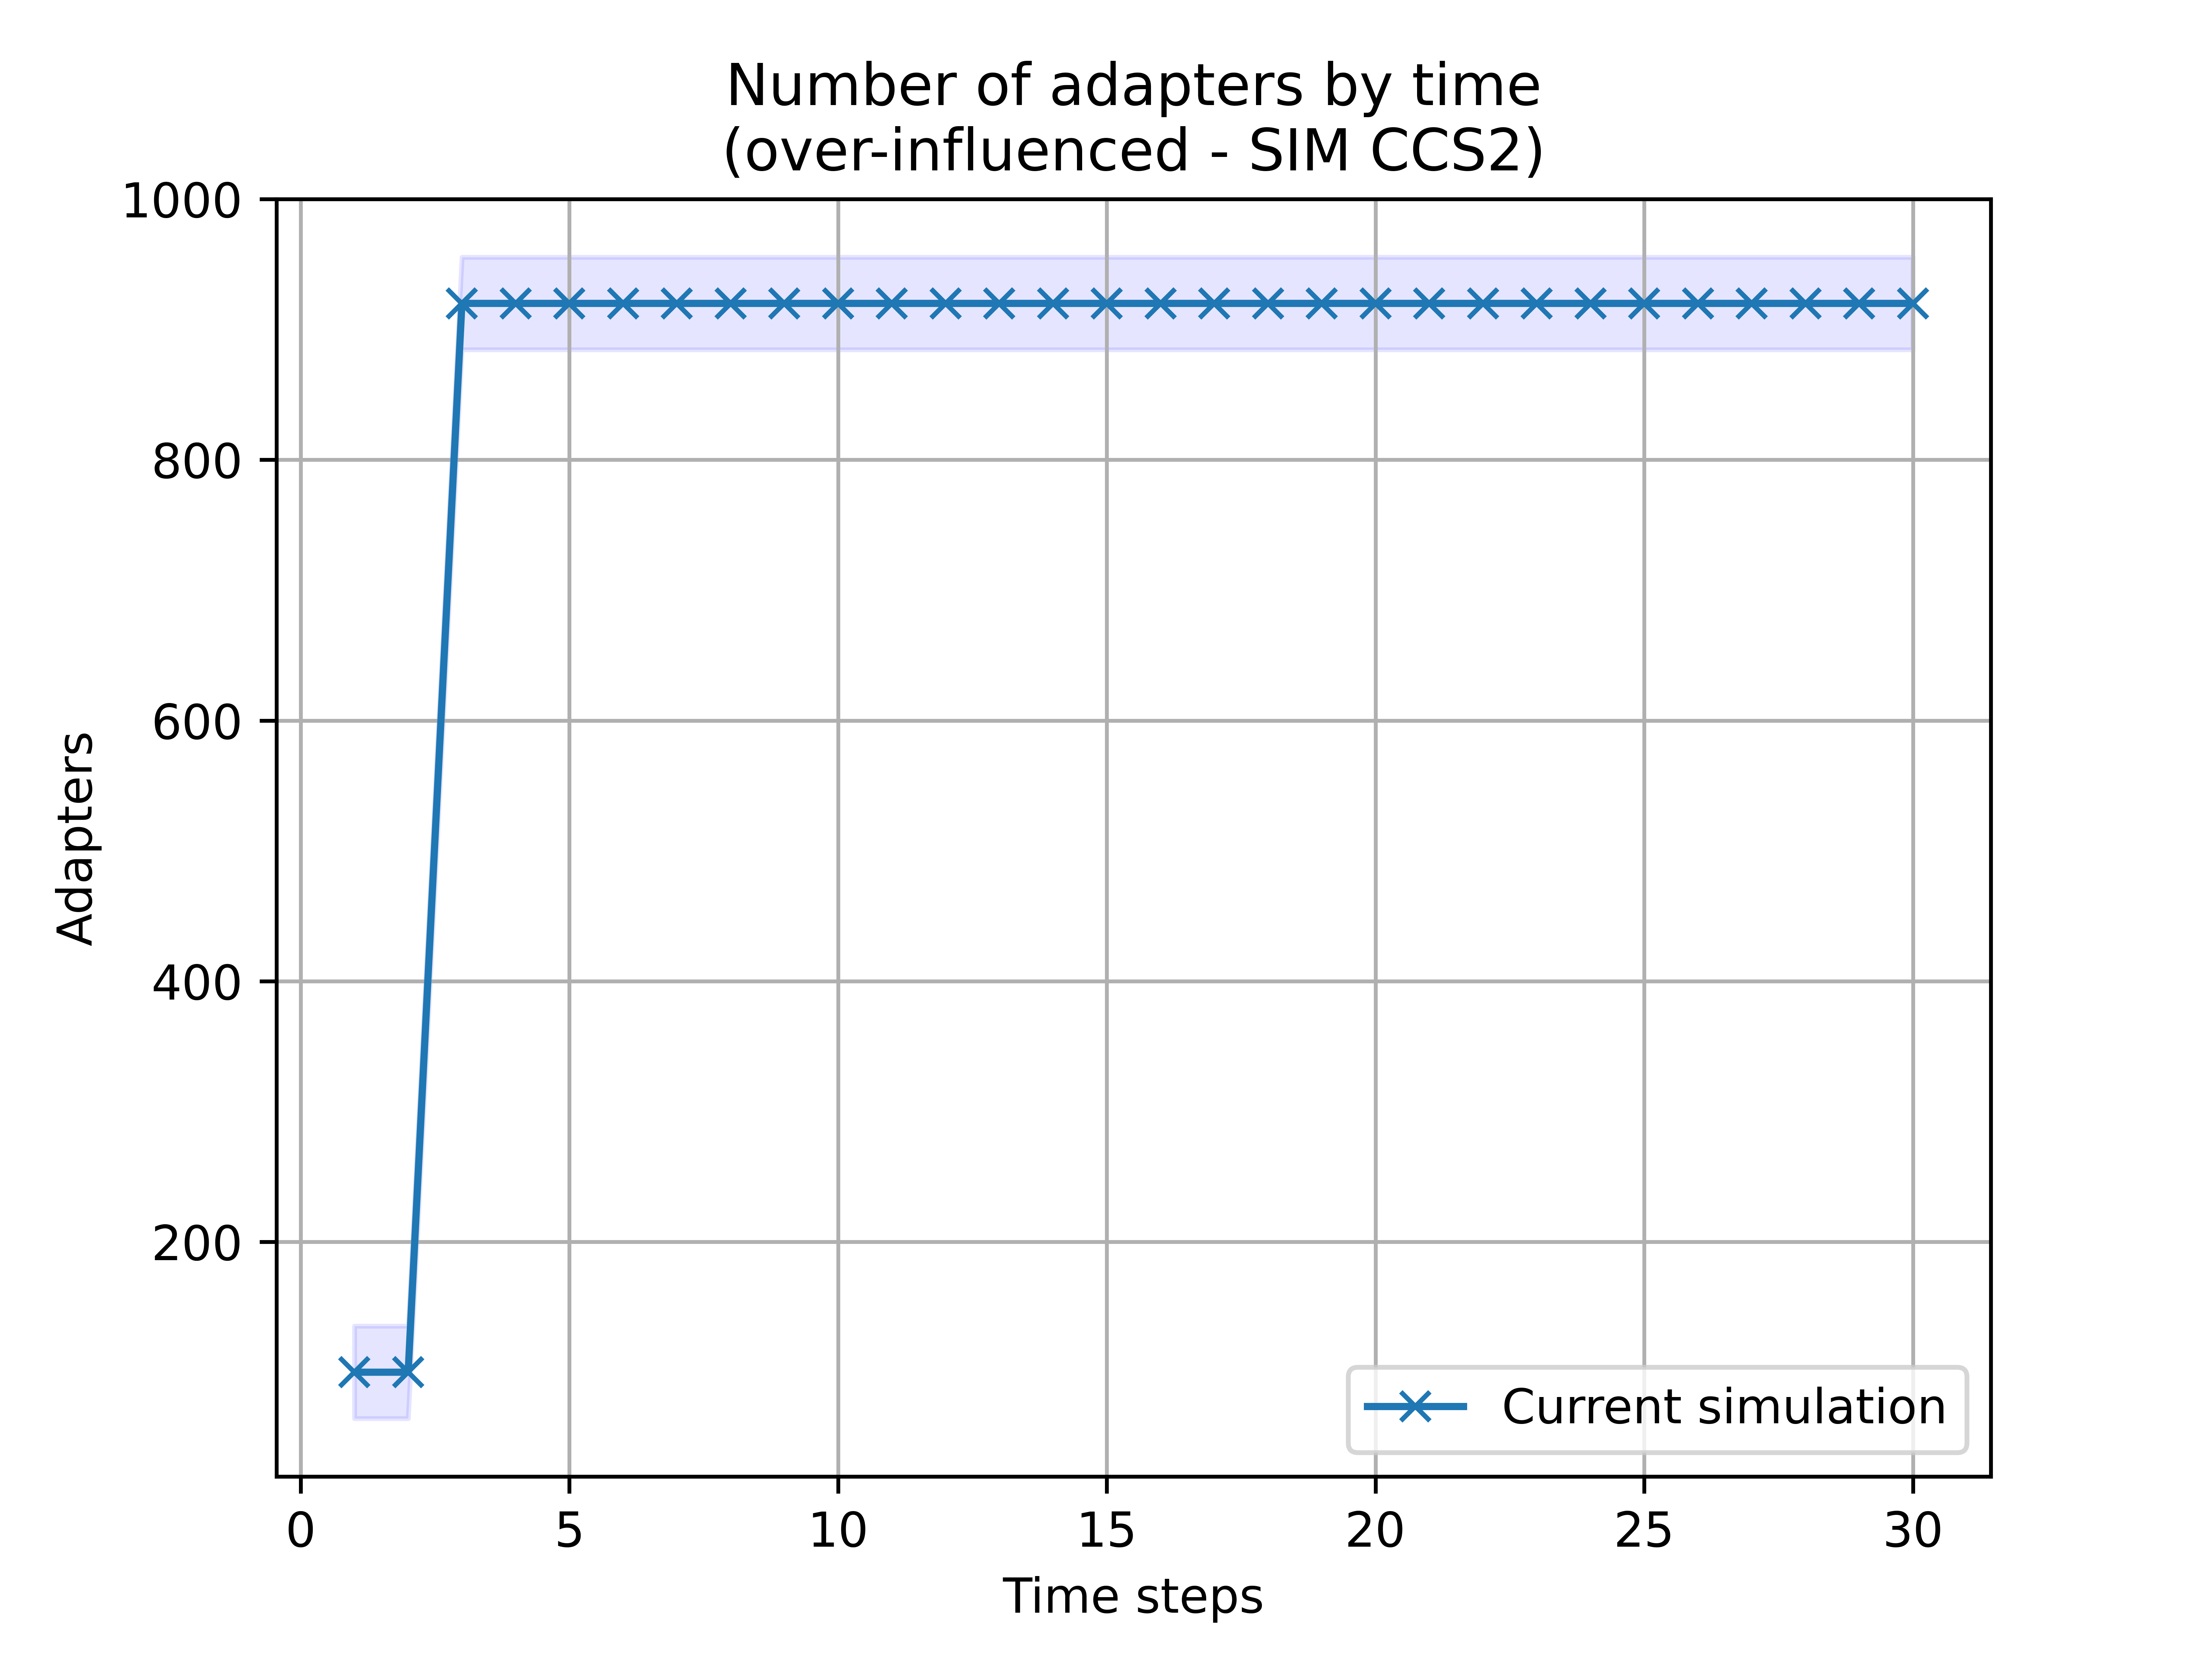 Number of adapters by time
(over-influenced - SIM CCS2)
1000
800
600
400
200
Adapters
Current simulation
0 5 10 15 20 25 30
Time steps